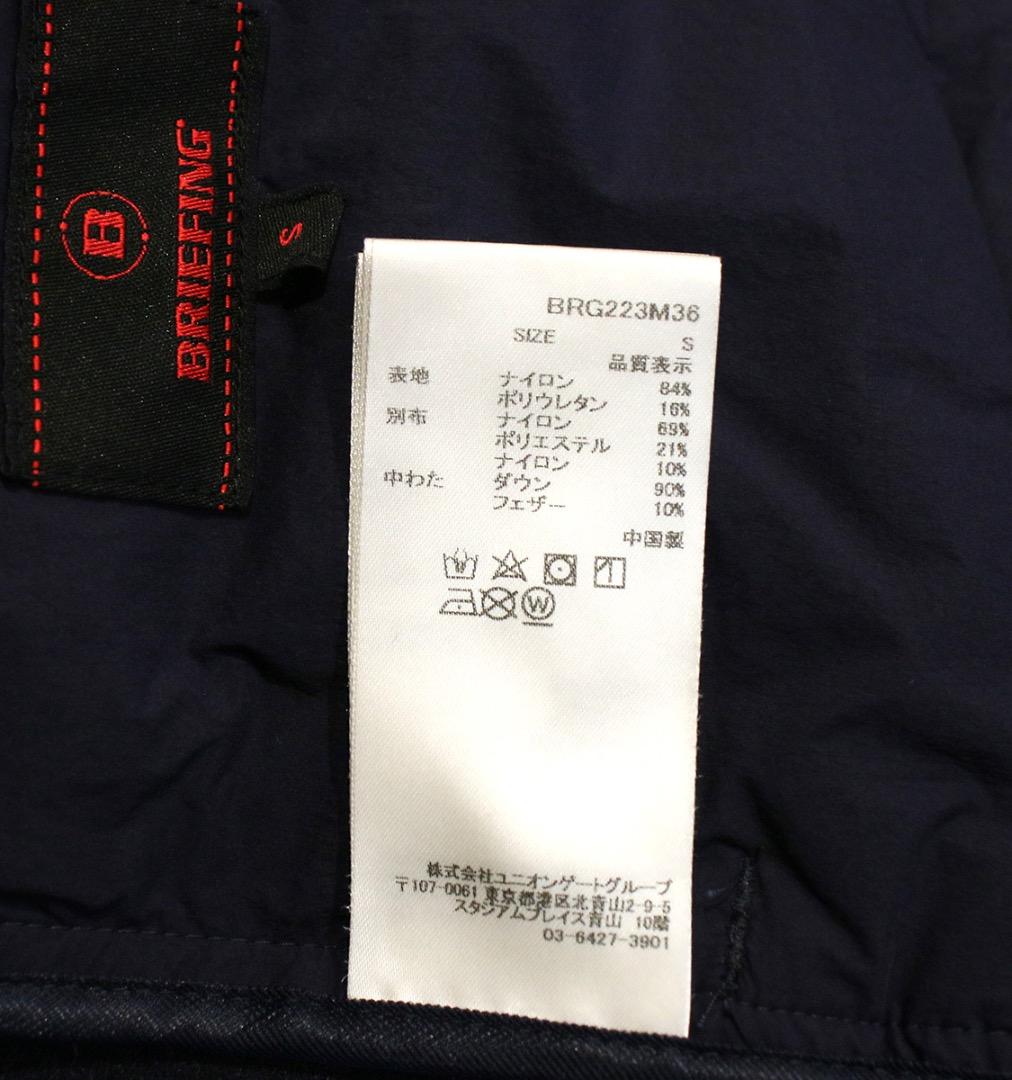 B
BRIEFING
S
BRG223M36
SIZE S
品質表示
表地 ナイロン 84%
ポリウレタン 16%
別布 ナイロン 69%
ポリエステル 21%
ナイロン 10%
中わた ダウン 90%
フェザー 10%
中国製
W
株式会社ユニオンゲートグループ
〒107-0061 東京都港区北青山2-9-5
スタジアムプレイス青山 10階
03-6427-3901